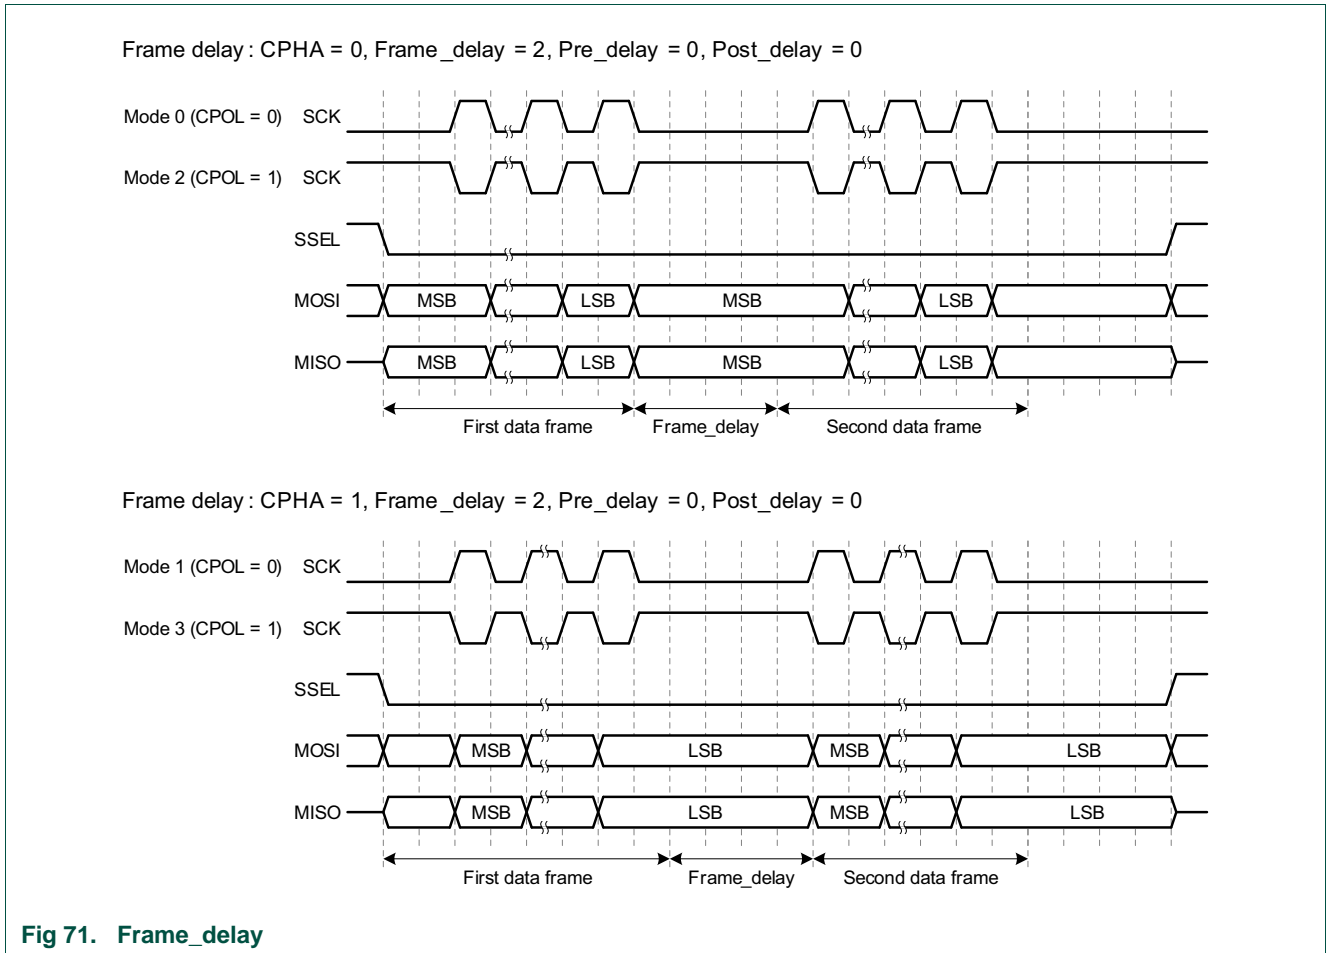 Frame delay : CPHA = 0, Frame_delay = 2, Pre_delay = 0, Post_delay = 0
Mode 0 (CPOL = 0) SCK
Mode 2 (CPOL = 1) SCK
SSEL
MOSI MSB LSB MSB LSB
MISO MSB LSB MSB LSB
First data frame Frame_delay Second data frame
Frame delay : CPHA = 1, Frame_delay = 2, Pre_delay = 0, Post_delay = 0
Mode 1 (CPOL = 0) SCK
Mode 3 (CPOL = 1) SCK
SSEL
MOSI MSB LSB MSB LSB
MISO MSB LSB MSB LSB
First data frame Frame_delay Second data frame
Fig 71. Frame_delay